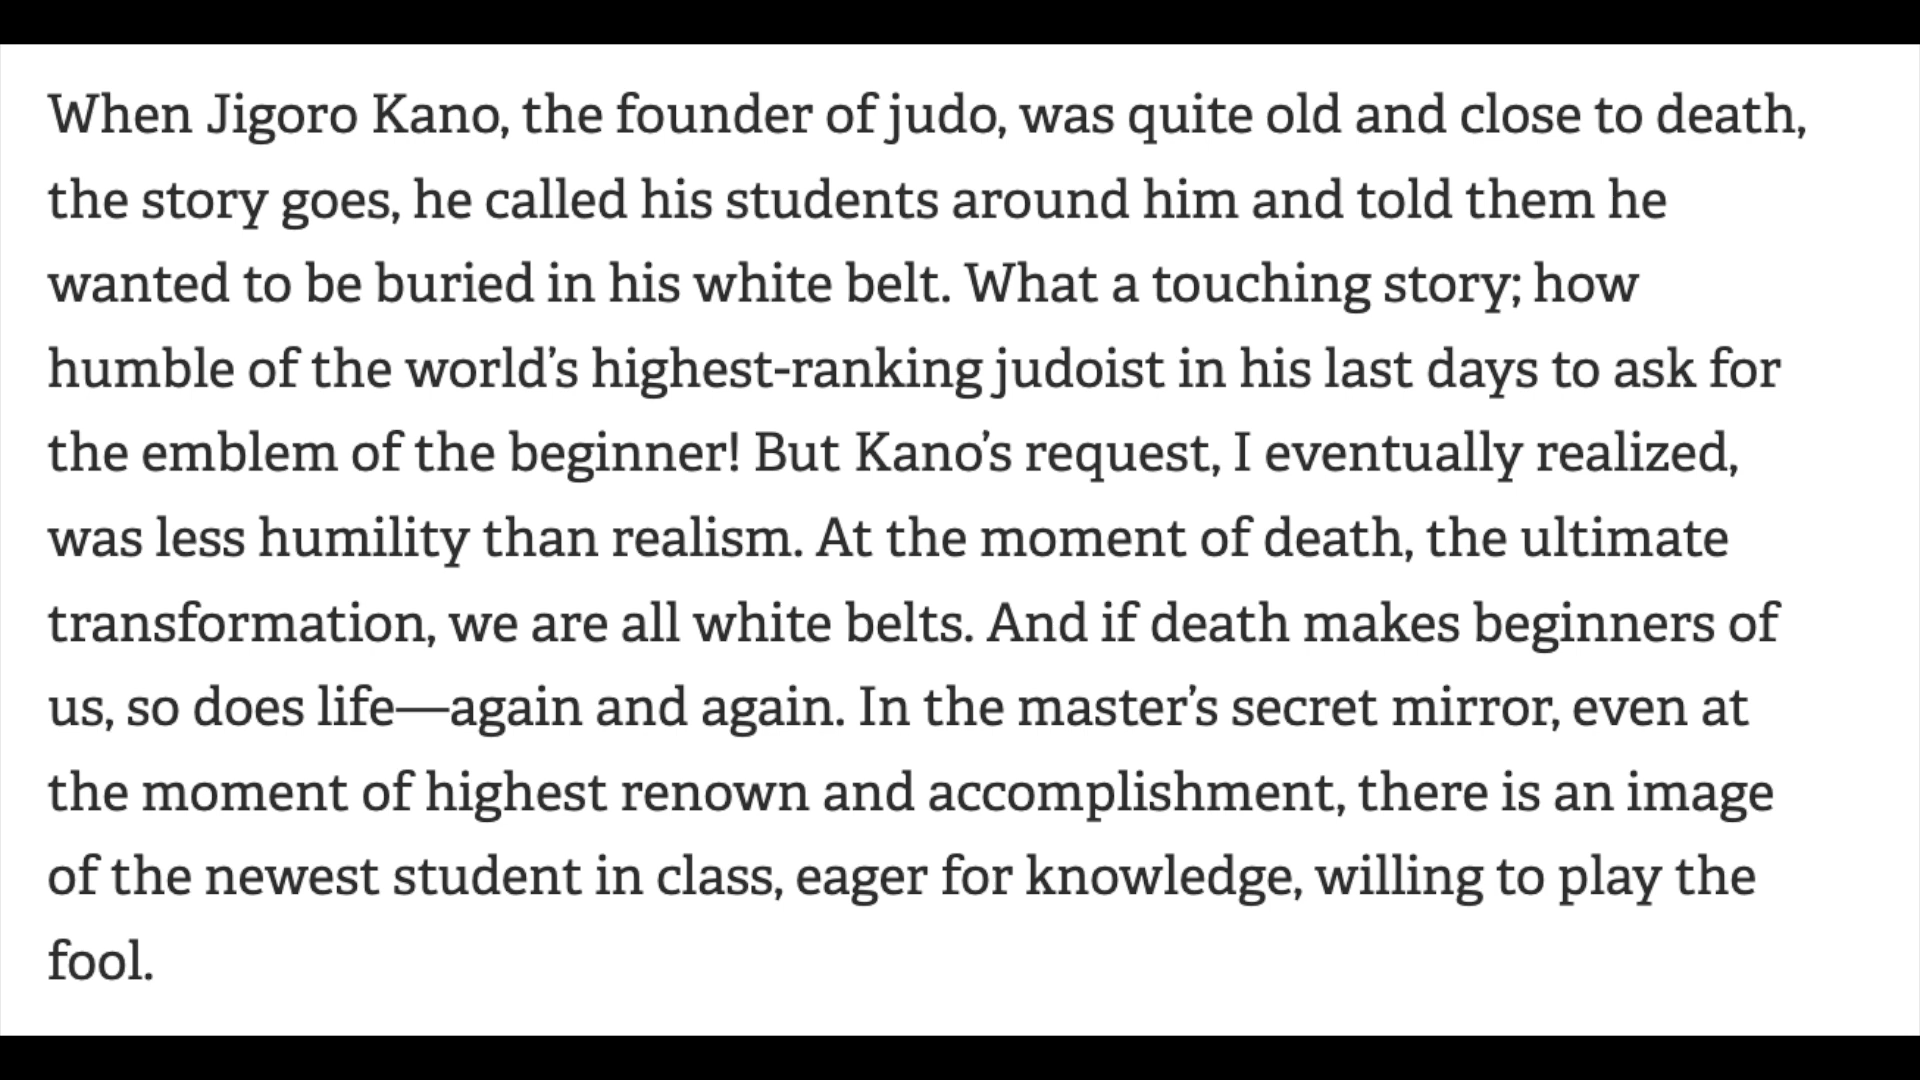 When Jigoro Kano, the founder of judo, was quite old and close to death,
the story goes, he called his students around him and told them he
wanted to be buried in his white belt. What a touching story; how
humble of the world’s highest-ranking judoist in his last days to ask for
the emblem of the beginner! But Kano’s request, I eventually realized,
was less humility than realism. At the moment of death, the ultimate
transformation, we are all white belts. And if death makes beginners of
us, so does life—again and again. In the master’s secret mirror, even at
the moment of highest renown and accomplishment, there is an image
of the newest student in class, eager for knowledge, willing to play the
fool.